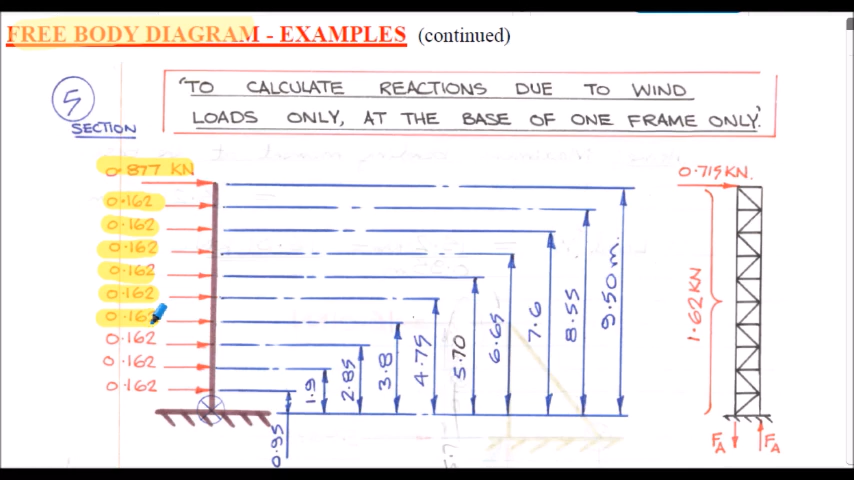 FREE BODY DIAGRAM - EXAMPLES (continued)
5
"TO CALCULATE REACTIONS DUE TO WIND
LOADS ONLY, AT THE BASE OF ONE FRAME ONLY."
SECTION
0.877 KN
0.162
0.162
0.162
0.162
0.162
0.162
0.162
0.162
0.162
0.95
1.9
2.85
3.8
4.75
5.70
6.65
7.6
8.55
9.50m.
0.715KN.
1.62KN
FA
FA